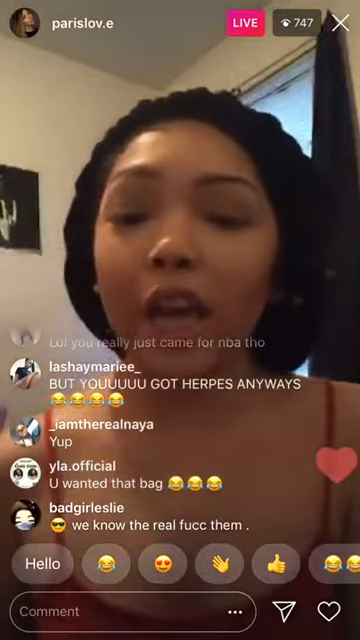 parislov.e
LIVE
747
Lol you really just came for nba tho
lashaymariee_
BUT YOUUUUU GOT HERPES ANYWAYS
😂😂😂😂
_iamtherealnaya
Yup
yla.official
U wanted that bag 😂😂😂
badgirleslie
😎 we know the real fucc them .
Hello 😂 😍 👋 👍 😂😂
Comment